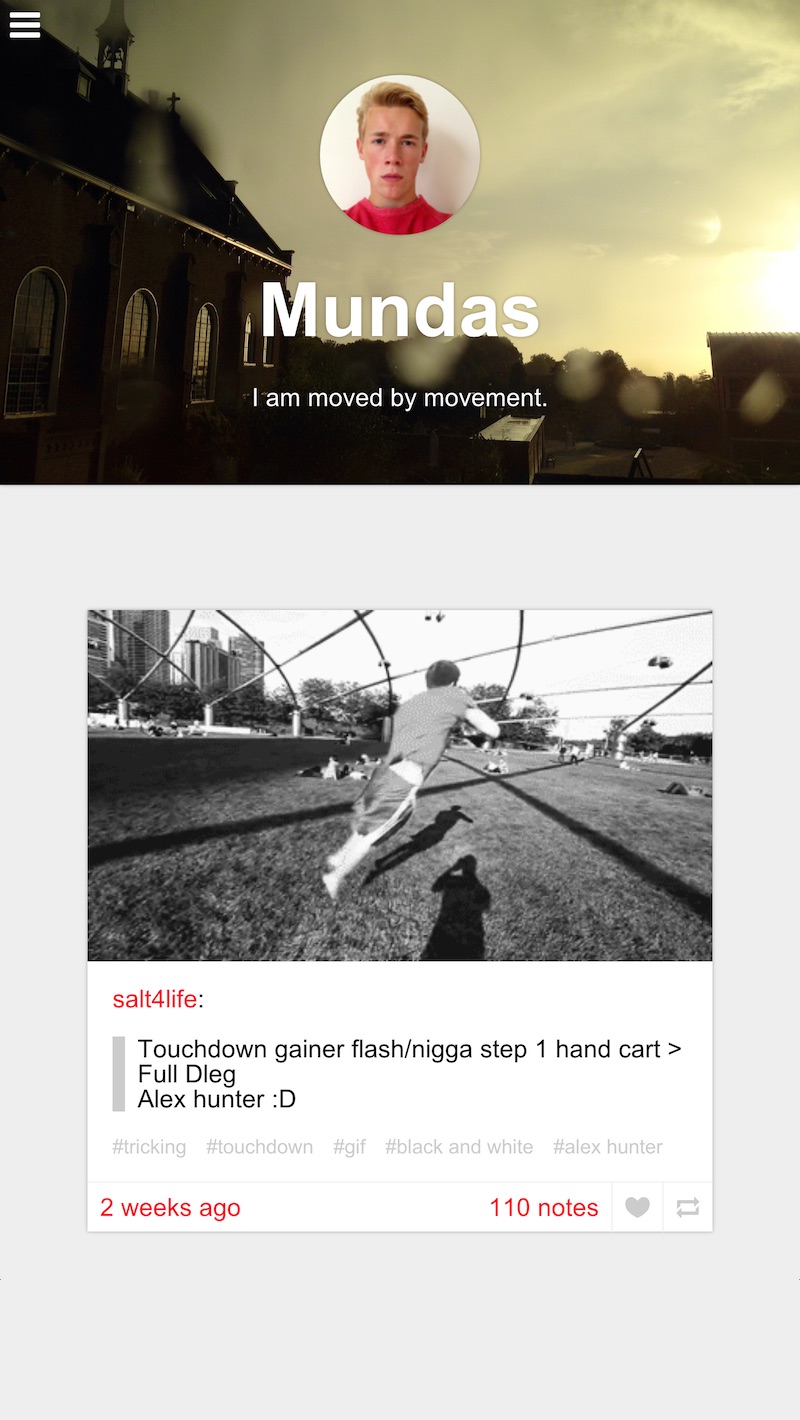 Mundas
I am moved by movement.
salt4life:
Touchdown gainer flash/nigga step 1 hand cart >
Full Dleg
Alex hunter :D
#tricking #touchdown #gif #black and white #alex hunter
2 weeks ago 110 notes